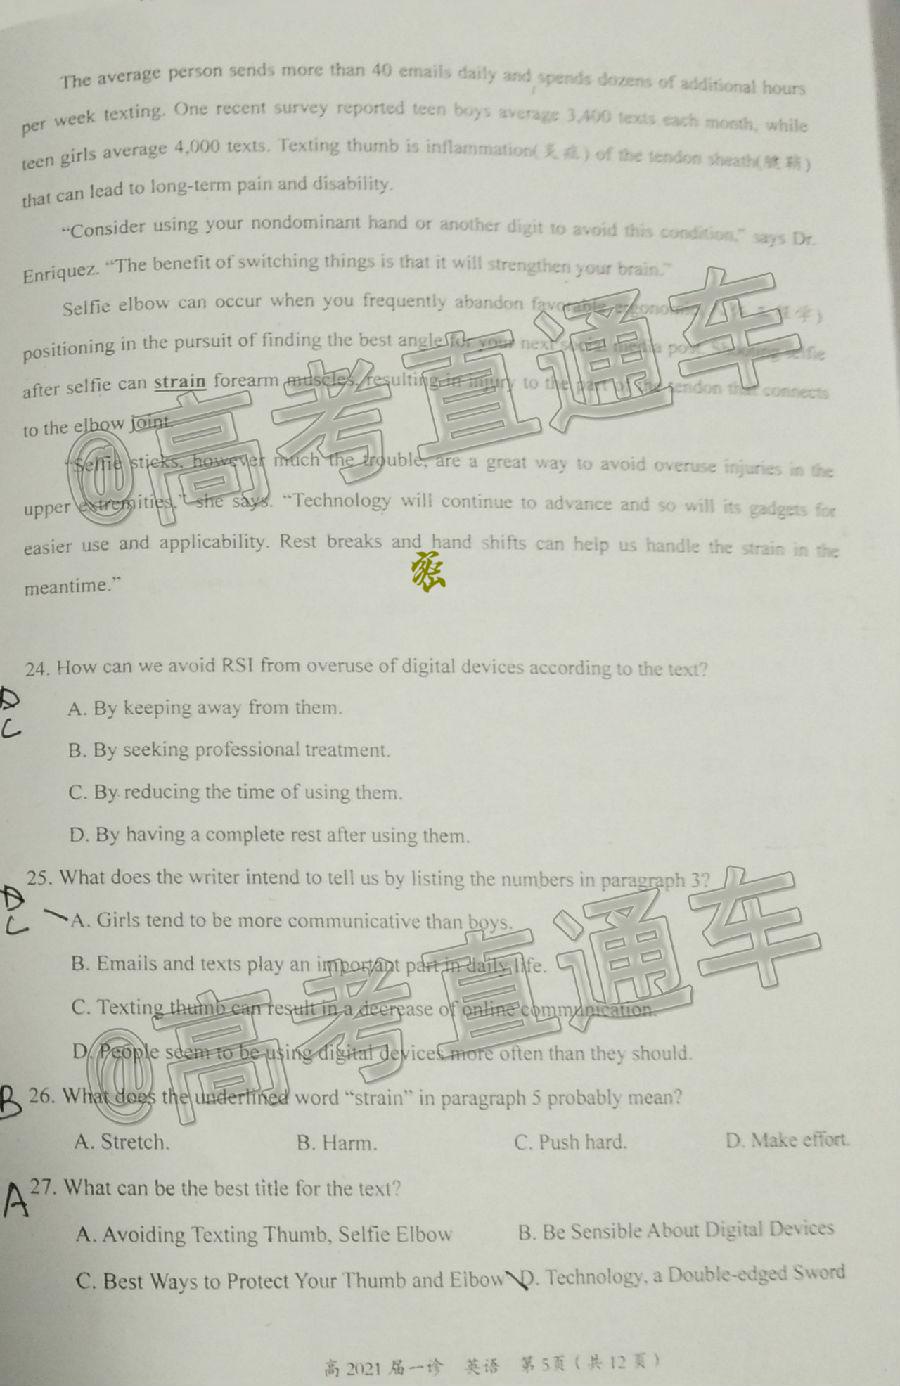 The average person sends more than 40 emails daily and spends dozens of additional hours
per week texting. One recent survey reported teen boys average 3,400 texts each month, while
teen girls average 4,000 texts. Texting thumb is inflammation(炎症) of the tendon sheath(腱鞘)
that can lead to long-term pain and disability.
“Consider using your nondominant hand or another digit to avoid this condition,” says Dr.
Enriquez. “The benefit of switching things is that it will strengthen your brain.”
Selfie elbow can occur when you frequently abandon favorable
positioning in the pursuit of finding the best angle for your next social media post. Shooting selfie
after selfie can strain forearm muscles, resulting in injury to the part of the tendon that connects
to the elbow joint.
“Selfie sticks, however much the trouble, are a great way to avoid overuse injuries in the
upper extremities,” she says. “Technology will continue to advance and so will its gadgets for
easier use and applicability. Rest breaks and hand shifts can help us handle the strain in the
meantime.”
密
24. How can we avoid RSI from overuse of digital devices according to the text?
D
A. By keeping away from them.
C
B. By seeking professional treatment.
C. By reducing the time of using them.
D. By having a complete rest after using them.
25. What does the writer intend to tell us by listing the numbers in paragraph 3?
D
A. Girls tend to be more communicative than boys.
C
B. Emails and texts play an important part in daily life.
C. Texting thumb can result in a decrease of online communication.
D. People seem to be using digital devices more often than they should.
B 26. What does the underlined word “strain” in paragraph 5 probably mean?
A. Stretch. B. Harm. C. Push hard. D. Make effort.
A 27. What can be the best title for the text?
A. Avoiding Texting Thumb, Selfie Elbow B. Be Sensible About Digital Devices
C. Best Ways to Protect Your Thumb and Elbow D. Technology, a Double-edged Sword
高 2021 届一诊 英语 第 5页（共 12 页）
@高考直通车
@高考直通车